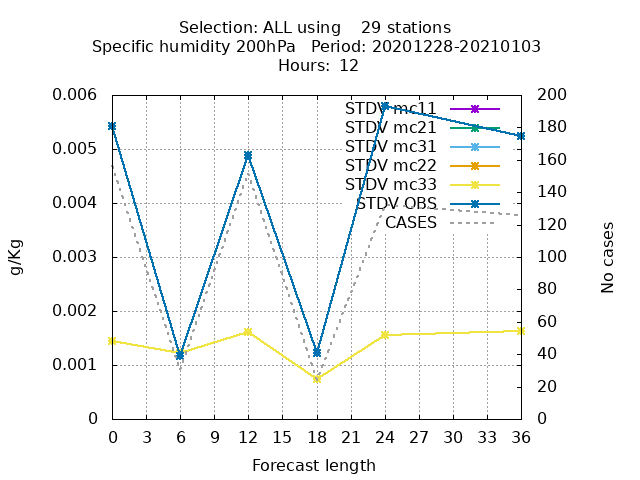 Selection: ALL using    29 stations
Specific humidity 200hPa   Period: 20201228-20210103
Hours:  12
0.006
0.005
0.004
0.003
0.002
0.001
0
g/Kg
STDV mc11
STDV mc21
STDV mc31
STDV mc22
STDV mc33
STDV OBS
CASES
200
180
160
140
120
100
80
60
40
20
0
No cases
0 3 6 9 12 15 18 21 24 27 30 33 36
Forecast length